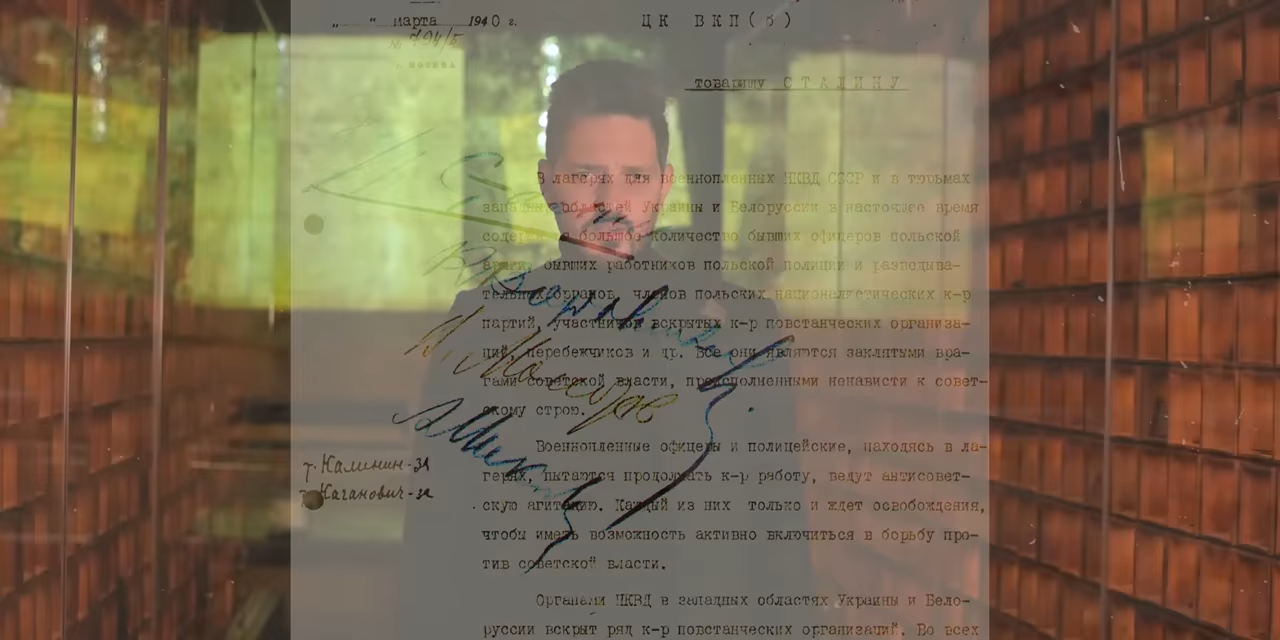 " " марта 1940 г.
№ 794/Б
г. МОСКВА
ЦК ВКП(б)
товарищу СТАЛИНУ
В лагерях для военнопленных НКВД СССР и в тюрьмах
западных областей Украины и Белоруссии в настоящее время
содержится большое количество бывших офицеров польской
армии, бывших работников польской полиции и разведыва-
тельных органов, членов польских националистических к-р
партий, участников вскрытых к-р повстанческих организа-
ций, перебежчиков и др. Все они являются заклятыми вра-
гами советской власти, преисполненными ненависти к совет-
скому строю.
Военнопленные офицеры и полицейские, находясь в ла-
герях, пытаются продолжать к-р работу, ведут антисовет-
скую агитацию. Каждый из них только и ждет освобождения,
чтобы иметь возможность активно включиться в борьбу про-
тив советской власти.
Органами НКВД в западных областях Украины и Бело-
руссии вскрыт ряд к-р повстанческих организаций. Во всех
В. Молотов
А. Микоян
т. Калинин - за
т. Каганович - за